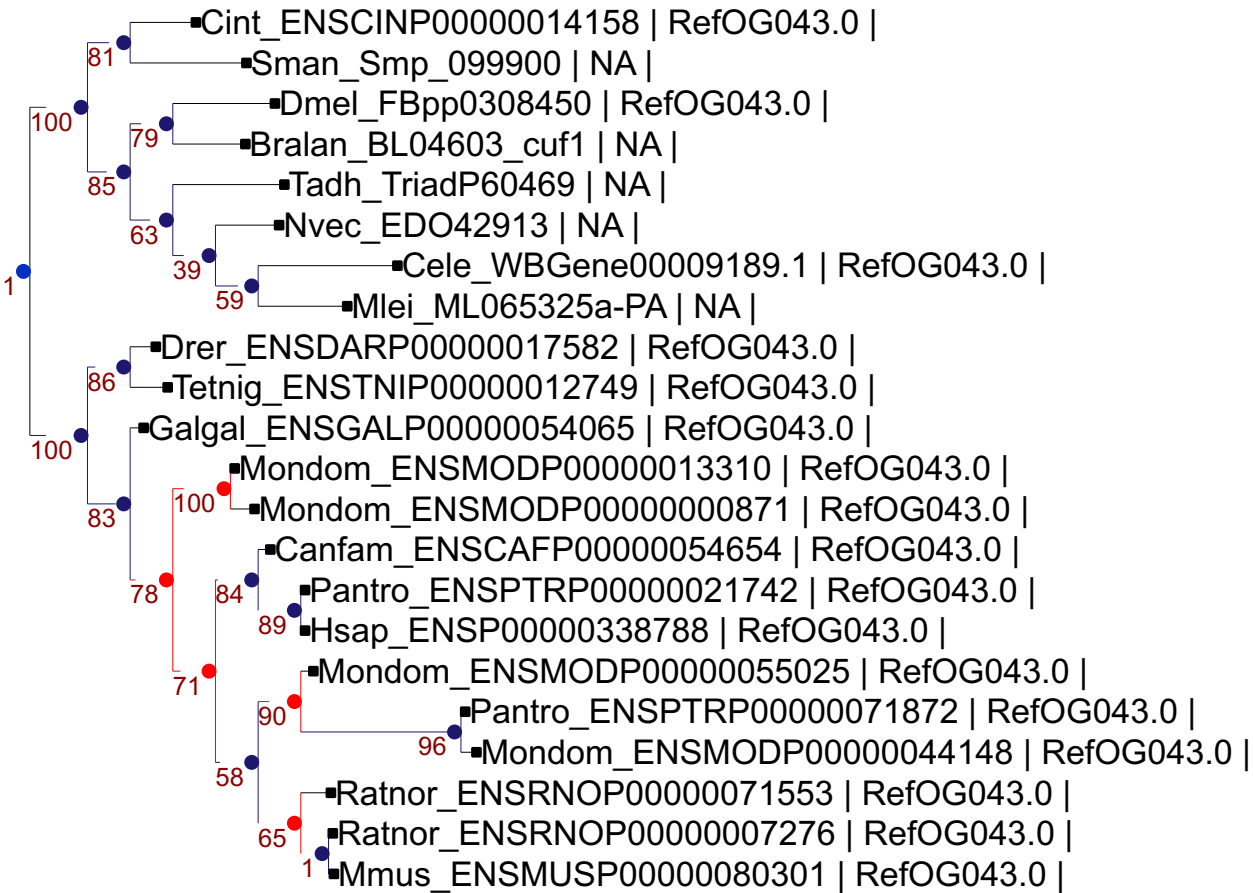 Cint_ENSCINP00000014158 | RefOG043.0 |
81
Sman_Smp_099900 | NA |
Dmel_FBpp0308450 | RefOG043.0 |
100
79
Bralan_BL04603_cuf1 | NA |
85
Tadh_TriadP60469 | NA |
63
Nvec_EDO42913 | NA |
39
Cele_WBGene00009189.1 | RefOG043.0 |
1
59
Mlei_ML065325a-PA | NA |
Drer_ENSDARP00000017582 | RefOG043.0 |
86
Tetnig_ENSTNIP00000012749 | RefOG043.0 |
Galgal_ENSGALP00000054065 | RefOG043.0 |
100
Mondom_ENSMODP00000013310 | RefOG043.0 |
100
Mondom_ENSMODP00000000871 | RefOG043.0 |
83
Canfam_ENSCAFP00000054654 | RefOG043.0 |
78
84
Pantro_ENSPTRP00000021742 | RefOG043.0 |
89
Hsap_ENSP00000338788 | RefOG043.0 |
Mondom_ENSMODP00000055025 | RefOG043.0 |
71
90
Pantro_ENSPTRP00000071872 | RefOG043.0 |
96
Mondom_ENSMODP00000044148 | RefOG043.0 |
58
Ratnor_ENSRNOP00000071553 | RefOG043.0 |
65
Ratnor_ENSRNOP00000007276 | RefOG043.0 |
1
Mmus_ENSMUSP00000080301 | RefOG043.0 |